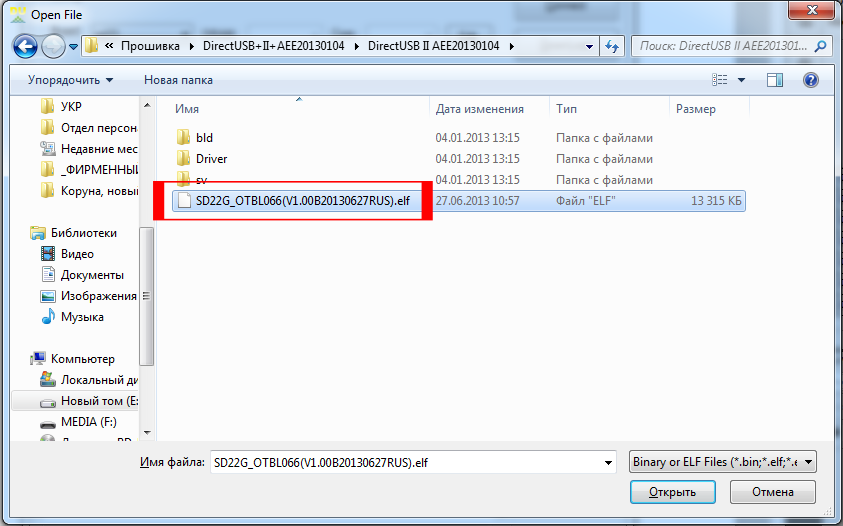 Open File
« Прошивка ▸ DirectUSB+II+AEE20130104 ▸ DirectUSB II AEE20130104 ▸
Поиск: DirectUSB II AEE201301...
Упорядочить ▾ Новая папка
Имя Дата изменения Тип Размер
УКР
Отдел персон
Недавние мес
_ФИРМЕННЫЙ
Коруна, новы
Библиотеки
Видео
Документы
Изображения
Музыка
Компьютер
Локальный ди
Новый том (E:
MEDIA (F:)
bld 04.01.2013 13:15 Папка с файлами
Driver 04.01.2013 13:15 Папка с файлами
sv 04.01.2013 13:15 Папка с файлами
SD22G_OTBL066(V1.00B20130627RUS).elf 27.06.2013 10:57 Файл "ELF" 13 315 КБ
Имя файла: SD22G_OTBL066(V1.00B20130627RUS).elf
Binary or ELF Files (*.bin;*.elf;*.e
Открыть Отмена